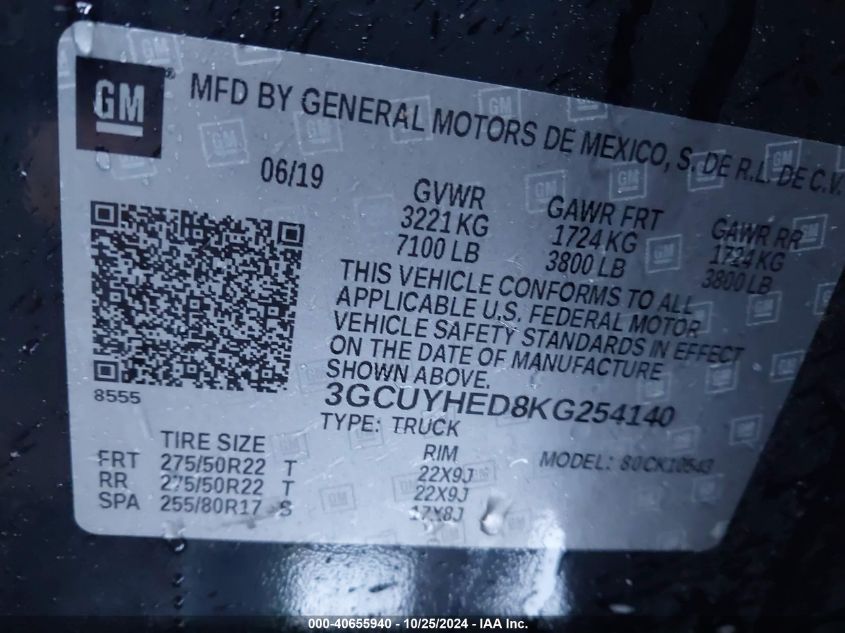 GM
MFD BY GENERAL MOTORS DE MEXICO, S. DE R.L. DE C.V.
06/19
GVWR
3221 KG
7100 LB
GAWR FRT
1724 KG
3800 LB
GAWR RR
1724 KG
3800 LB
THIS VEHICLE CONFORMS TO ALL
APPLICABLE U.S. FEDERAL MOTOR
VEHICLE SAFETY STANDARDS IN EFFECT
ON THE DATE OF MANUFACTURE
SHOWN ABOVE.
8555
3GCUYHED8KG254140
TYPE: TRUCK
MODEL: 80CK10543
TIRE SIZE RIM
FRT 275/50R22 T 22X9J
RR 275/50R22 T 22X9J
SPA 255/80R17 S 17X8J
000-40655940 - 10/25/2024 - IAA Inc.